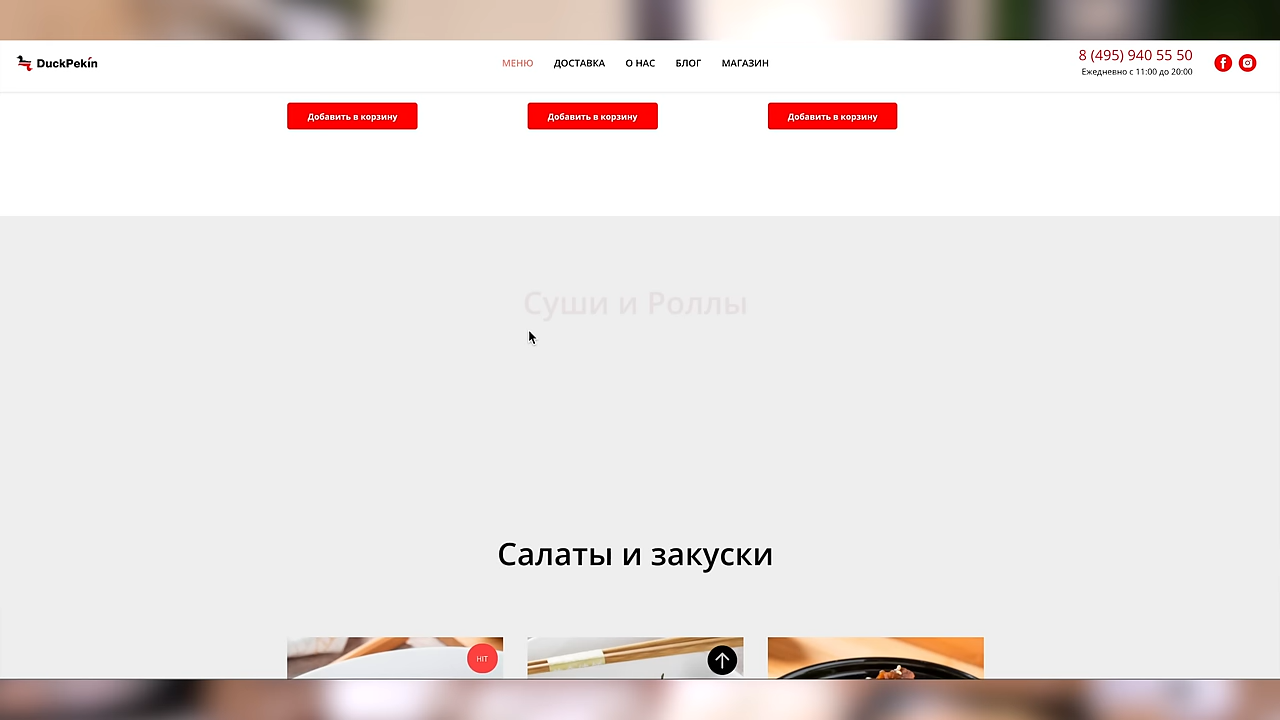 DuckPekin
МЕНЮ ДОСТАВКА О НАС БЛОГ МАГАЗИН
8 (495) 940 55 50
Ежедневно с 11:00 до 20:00
Добавить в корзину Добавить в корзину Добавить в корзину
Суши и Роллы
Салаты и закуски
HIT